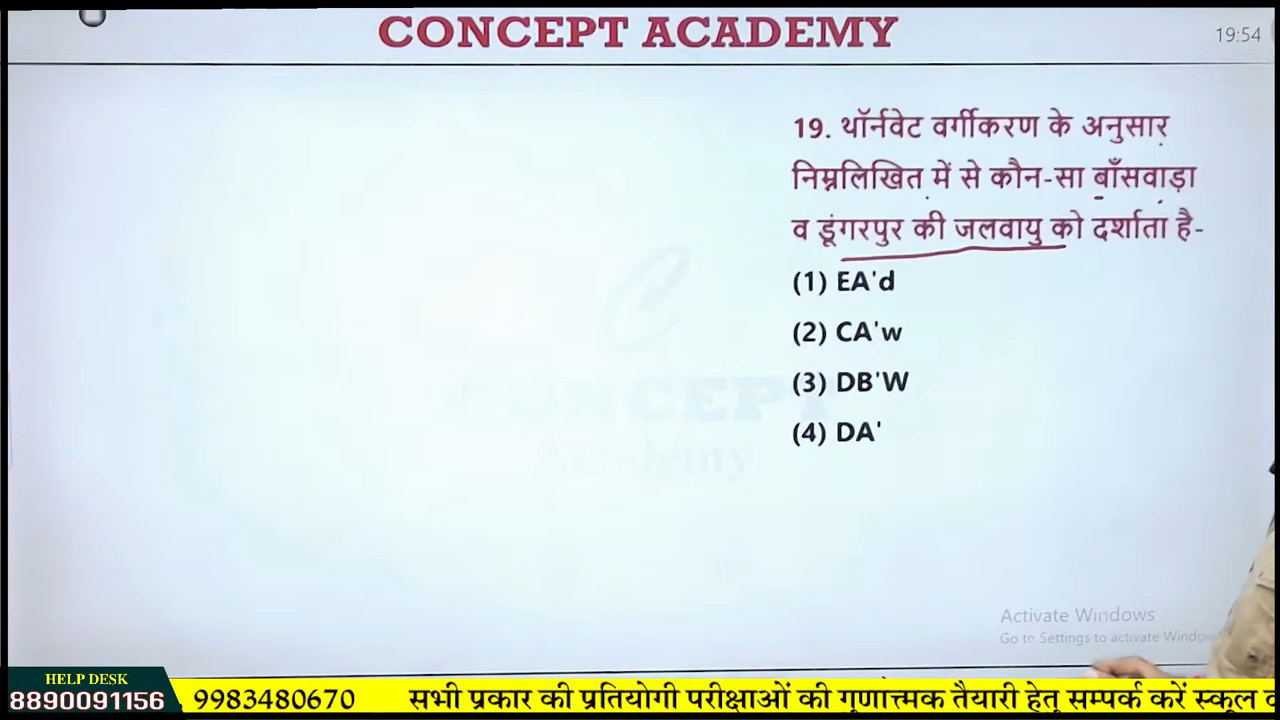 CONCEPT ACADEMY
19:54
19. थॉर्नवेट वर्गीकरण के अनुसार
निम्नलिखित में से कौन-सा बाँसवाड़ा
व डूंगरपुर की जलवायु को दर्शाता है-
(1) EA'd
(2) CA'w
(3) DB'W
(4) DA'
CONCEPT
Academy
Activate Windows
Go to Settings to activate Windows
HELP DESK
8890091156
9983480670 सभी प्रकार की प्रतियोगी परीक्षाओं की गुणात्त्मक तैयारी हेतू सम्पर्क करें स्कूल